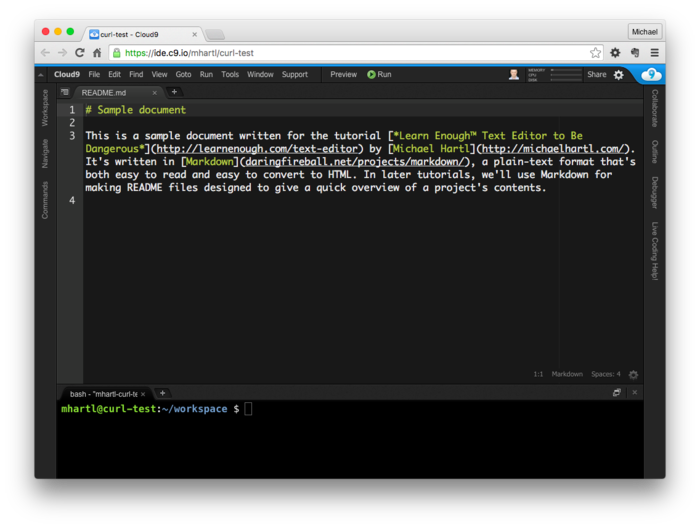 curl-test - Cloud9
Michael
https://ide.c9.io/mhartl/curl-test
Cloud9 File Edit Find View Goto Run Tools Window Support Preview Run MEMORY CPU DISK Share
Workspace
Navigate
Commands
README.md
1 # Sample document
2
3 This is a sample document written for the tutorial [*Learn Enough™ Text Editor to Be
Dangerous*](http://learnenough.com/text-editor) by [Michael Hartl](http://michaelhartl.com/).
It's written in [Markdown](daringfireball.net/projects/markdown/), a plain-text format that's
both easy to read and easy to convert to HTML. In later tutorials, we'll use Markdown for
making README files designed to give a quick overview of a project's contents.
4
Collaborate
Outline
Debugger
Live Coding Help!
1:1 Markdown Spaces: 4
bash - "mhartl-curl-te
mhartl@curl-test:~/workspace $